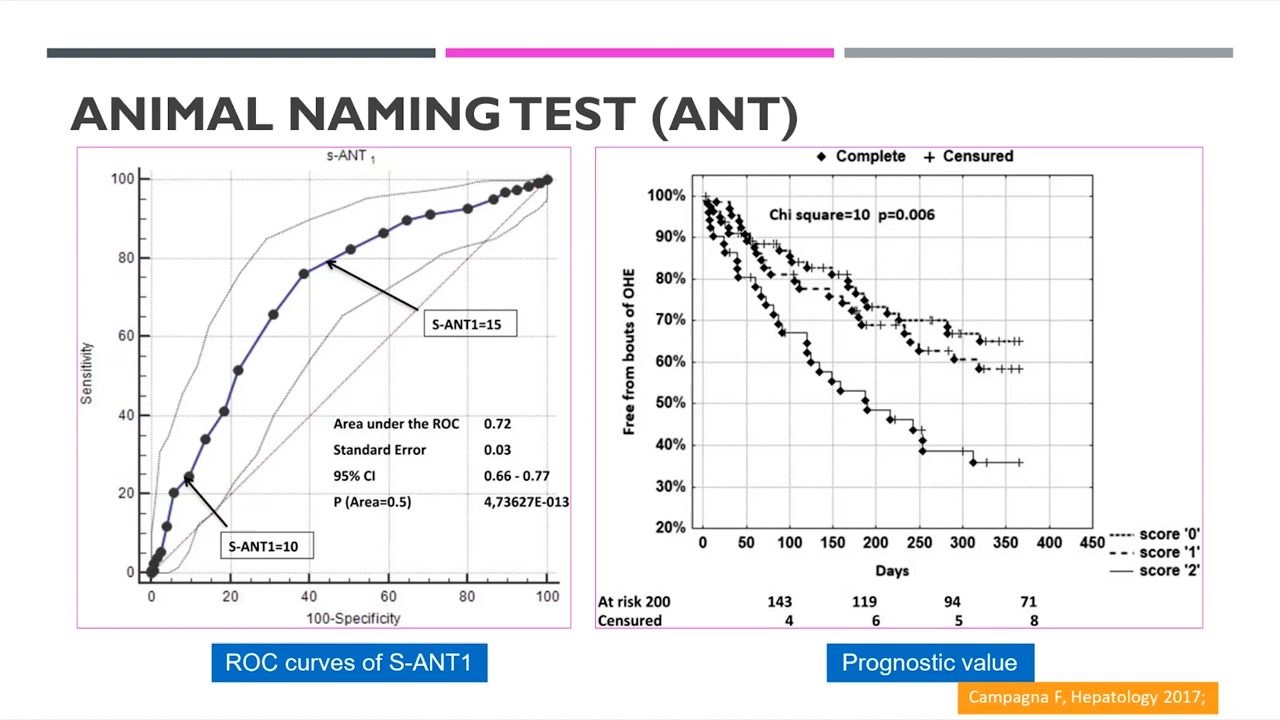 ANIMAL NAMING TEST (ANT)
s-ANT 1
100
80
60
40
20
0
Sensitivity
S-ANT1=15
Area under the ROC 0.72
Standard Error 0.03
95% CI 0.66 - 0.77
P (Area=0.5) 4,73627E-013
S-ANT1=10
0 20 40 60 80 100
100-Specificity
ROC curves of S-ANT1
Complete Censured
100%
90%
80%
70%
60%
50%
40%
30%
20%
Chi square=10 p=0.006
Free from bouts of OHE
0 50 100 150 200 250 300 350 400 450
Days
score '0'
score '1'
score '2'
At risk 200 143 119 94 71
Censured 4 6 5 8
Prognostic value
Campagna F, Hepatology 2017;